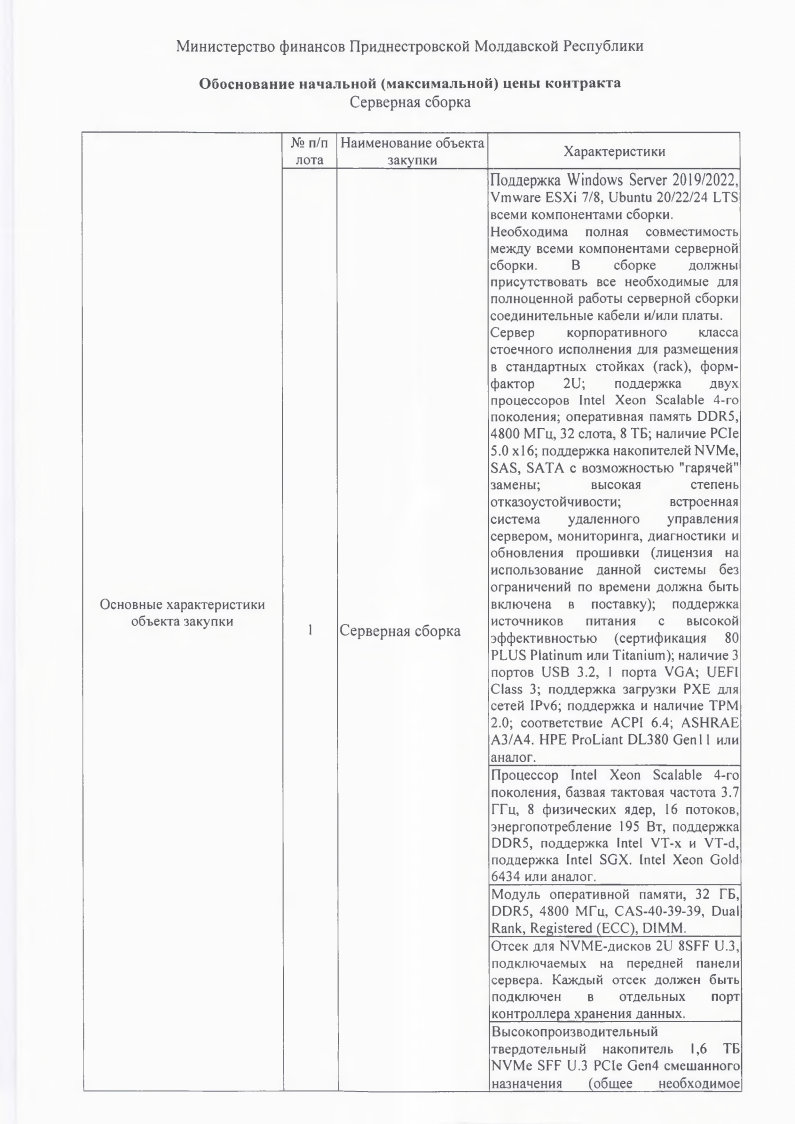 Министерство финансов Приднестровской Молдавской Республики
Обоснование начальной (максимальной) цены контракта
Серверная сборка
№ п/п
лота
Наименование объекта
закупки
Характеристики
Основные характеристики
объекта закупки
1
Серверная сборка
Поддержка Windows Server 2019/2022,
Vmware ESXi 7/8, Ubuntu 20/22/24 LTS
всеми компонентами сборки.
Необходима полная совместимость
между всеми компонентами серверной
сборки. В сборке должны
присутствовать все необходимые для
полноценной работы серверной сборки
соединительные кабели и/или платы.
Сервер корпоративного класса
стоечного исполнения для размещения
в стандартных стойках (rack), форм-
фактор 2U; поддержка двух
процессоров Intel Xeon Scalable 4-го
поколения; оперативная память DDR5,
4800 МГц, 32 слота, 8 ТБ; наличие PCIe
5.0 x16; поддержка накопителей NVMe,
SAS, SATA с возможностью "гарячей"
замены; высокая степень
отказоустойчивости; встроенная
система удаленного управления
сервером, мониторинга, диагностики и
обновления прошивки (лицензия на
использование данной системы без
ограничений по времени должна быть
включена в поставку); поддержка
источников питания с высокой
эффективностью (сертификация 80
PLUS Platinum или Titanium); наличие 3
портов USB 3.2, 1 порта VGA; UEFI
Class 3; поддержка загрузки PXE для
сетей IPv6; поддержка и наличие TPM
2.0; соответствие ACPI 6.4; ASHRAE
A3/A4. HPE ProLiant DL380 Gen11 или
аналог.
Процессор Intel Xeon Scalable 4-го
поколения, базвая тактовая частота 3.7
ГГц, 8 физических ядер, 16 потоков,
энергопотребление 195 Вт, поддержка
DDR5, поддержка Intel VT-x и VT-d,
поддержка Intel SGX. Intel Xeon Gold
6434 или аналог.
Модуль оперативной памяти, 32 ГБ,
DDR5, 4800 МГц, CAS-40-39-39, Dual
Rank, Registered (ECC), DIMM.
Отсек для NVME-дисков 2U 8SFF U.3,
подключаемых на передней панели
сервера. Каждый отсек должен быть
подключен в отдельных порт
контроллера хранения данных.
Высокопроизводительный
твердотельный накопитель 1,6 ТБ
NVMe SFF U.3 PCIe Gen4 смешанного
назначения (общее необходимое